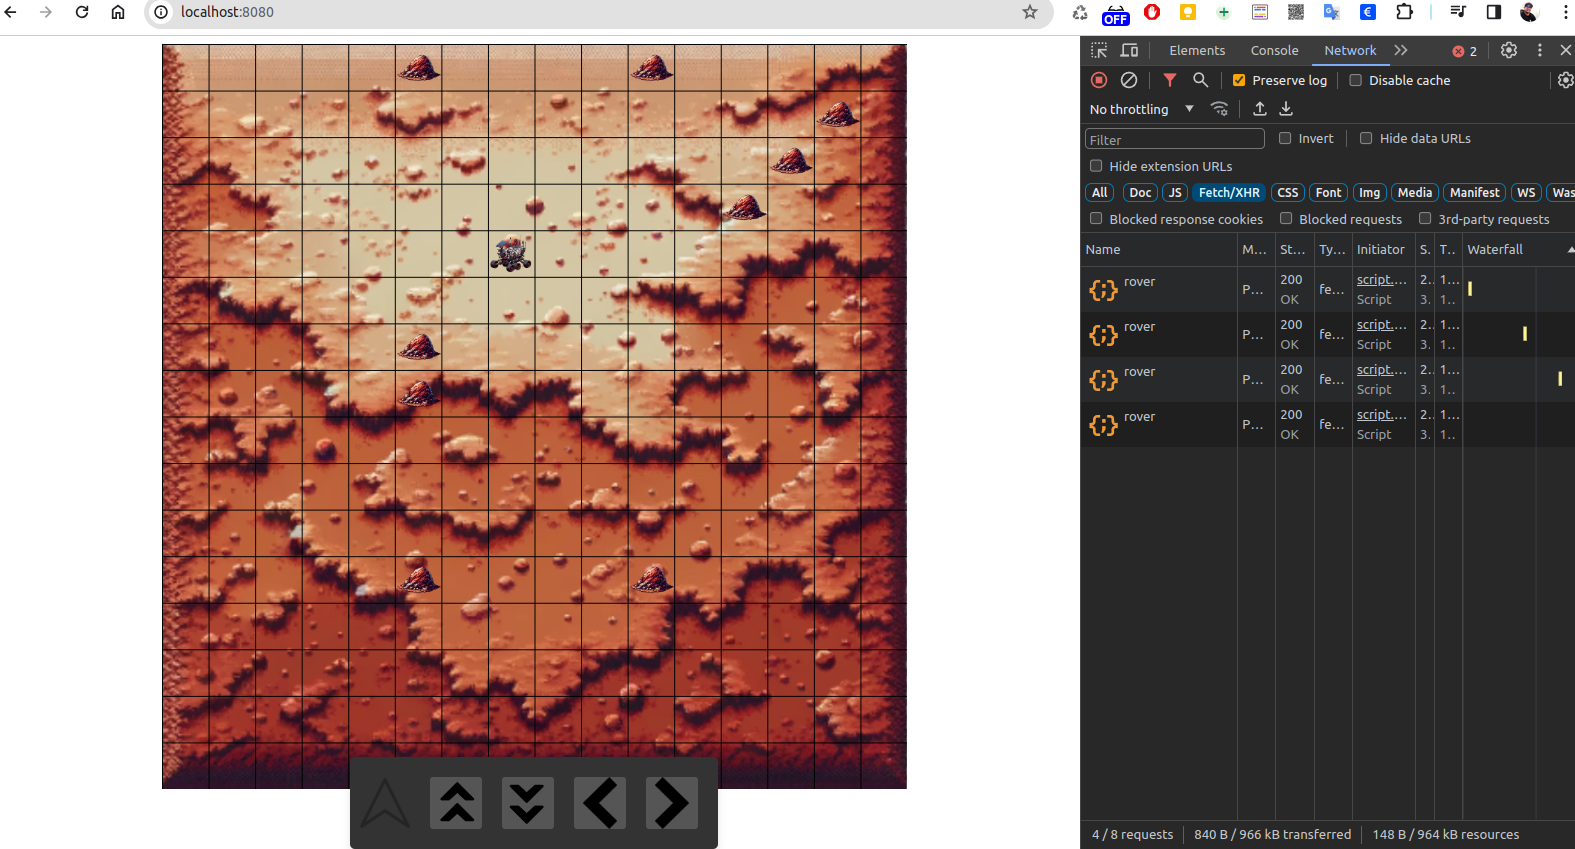 localhost:8080
OFF
Elements Console Network 2
Preserve log Disable cache
No throttling
Filter Invert Hide data URLs
Hide extension URLs
All Doc JS Fetch/XHR CSS Font Img Media Manifest WS Was
Blocked response cookies Blocked requests 3rd-party requests
Name M... St... Ty... Initiator S. T.. Waterfall
rover P... 200 OK fe... script.... Script 2.. 3. 1... 1..
rover P... 200 OK fe... script.... Script 2.. 3. 1... 1..
rover P... 200 OK fe... script.... Script 2.. 3. 1... 1..
rover P... 200 OK fe... script.... Script 2.. 3. 1... 1..
4 / 8 requests 840 B / 966 kB transferred 148 B / 964 kB resources